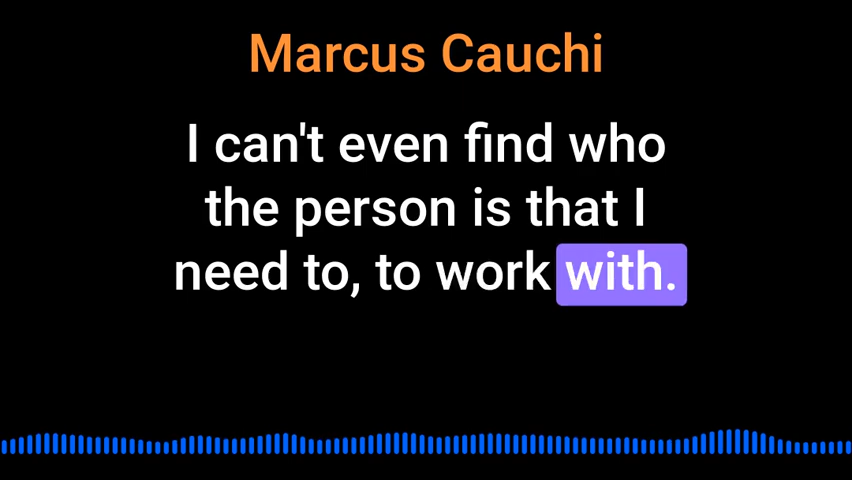 Marcus Cauchi
I can't even find who
the person is that I
need to, to work with.